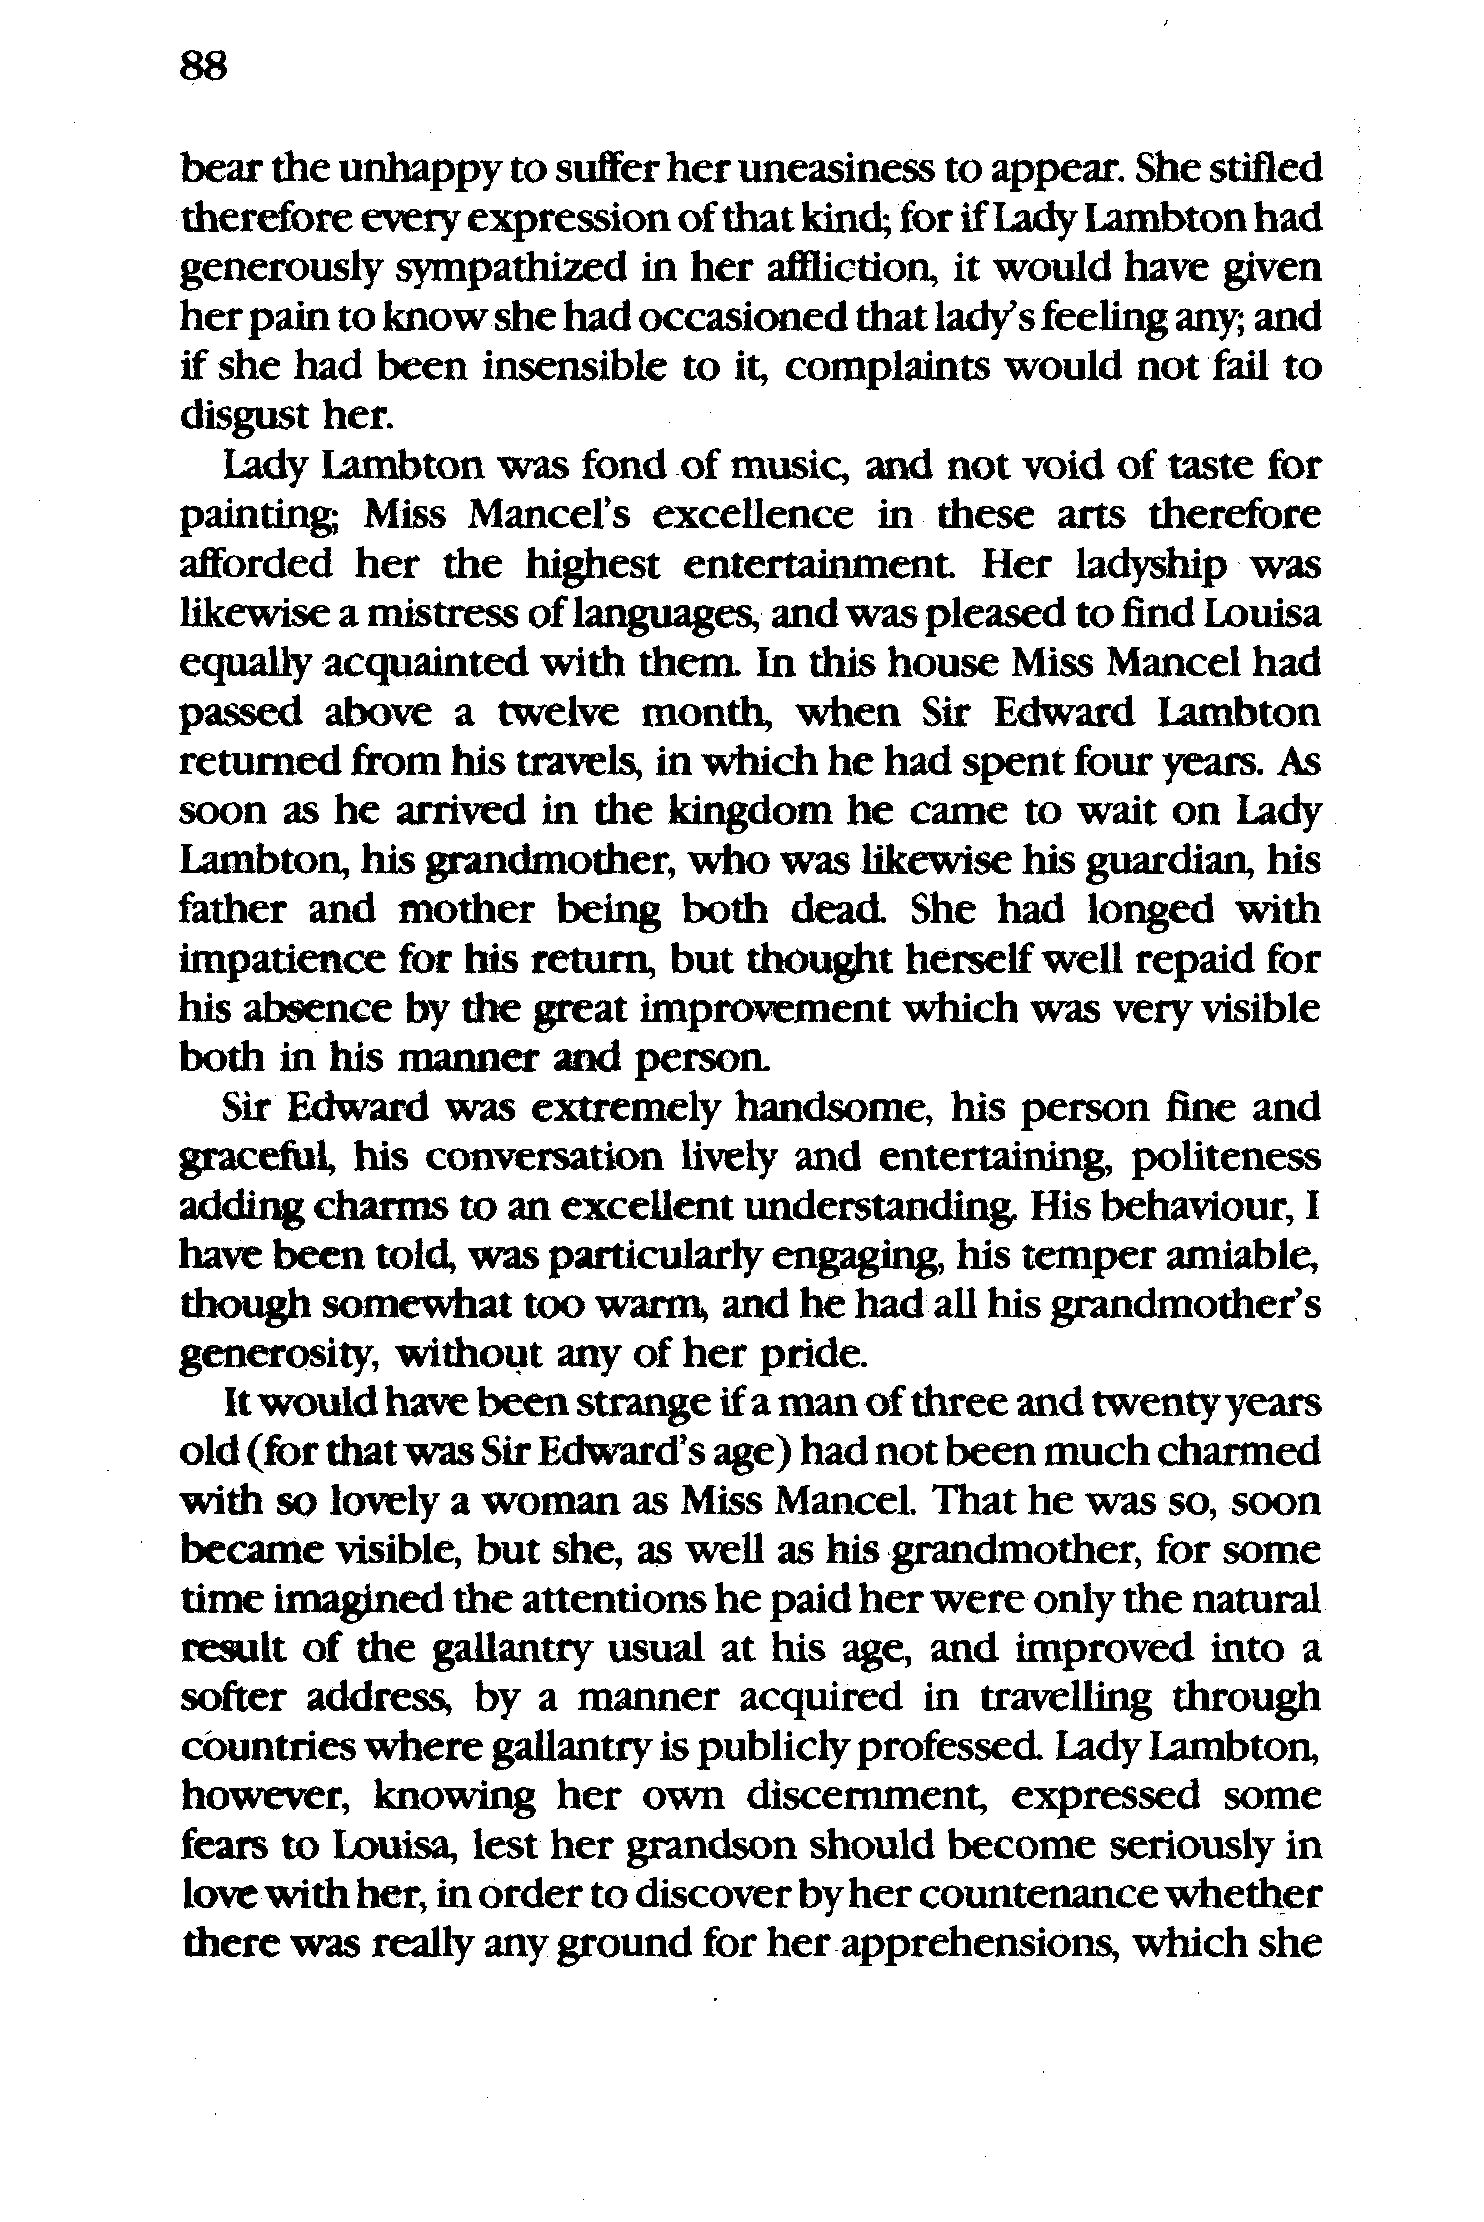 88
bear the unhappy to suffer her uneasiness to appear. She stifled
therefore every expression of that kind; for if Lady Lambton had
generously sympathized in her affliction, it would have given
her pain to know she had occasioned that lady's feeling any; and
if she had been insensible to it, complaints would not fail to
disgust her.
Lady Lambton was fond of music, and not void of taste for
painting; Miss Mancel's excellence in these arts therefore
afforded her the highest entertainment. Her ladyship was
likewise a mistress of languages, and was pleased to find Louisa
equally acquainted with them. In this house Miss Mancel had
passed above a twelve month, when Sir Edward Lambton
returned from his travels, in which he had spent four years. As
soon as he arrived in the kingdom he came to wait on Lady
Lambton, his grandmother, who was likewise his guardian, his
father and mother being both dead. She had longed with
impatience for his return, but thought herself well repaid for
his absence by the great improvement which was very visible
both in his manner and person.
Sir Edward was extremely handsome, his person fine and
graceful, his conversation lively and entertaining, politeness
adding charms to an excellent understanding. His behaviour, I
have been told, was particularly engaging, his temper amiable,
though somewhat too warm, and he had all his grandmother's
generosity, without any of her pride.
It would have been strange if a man of three and twenty years
old (for that was Sir Edward's age) had not been much charmed
with so lovely a woman as Miss Mancel. That he was so, soon
became visible, but she, as well as his grandmother, for some
time imagined the attentions he paid her were only the natural
result of the gallantry usual at his age, and improved into a
softer address, by a manner acquired in travelling through
countries where gallantry is publicly professed. Lady Lambton,
however, knowing her own discernment, expressed some
fears to Louisa, lest her grandson should become seriously in
love with her, in order to discover by her countenance whether
there was really any ground for her apprehensions, which she